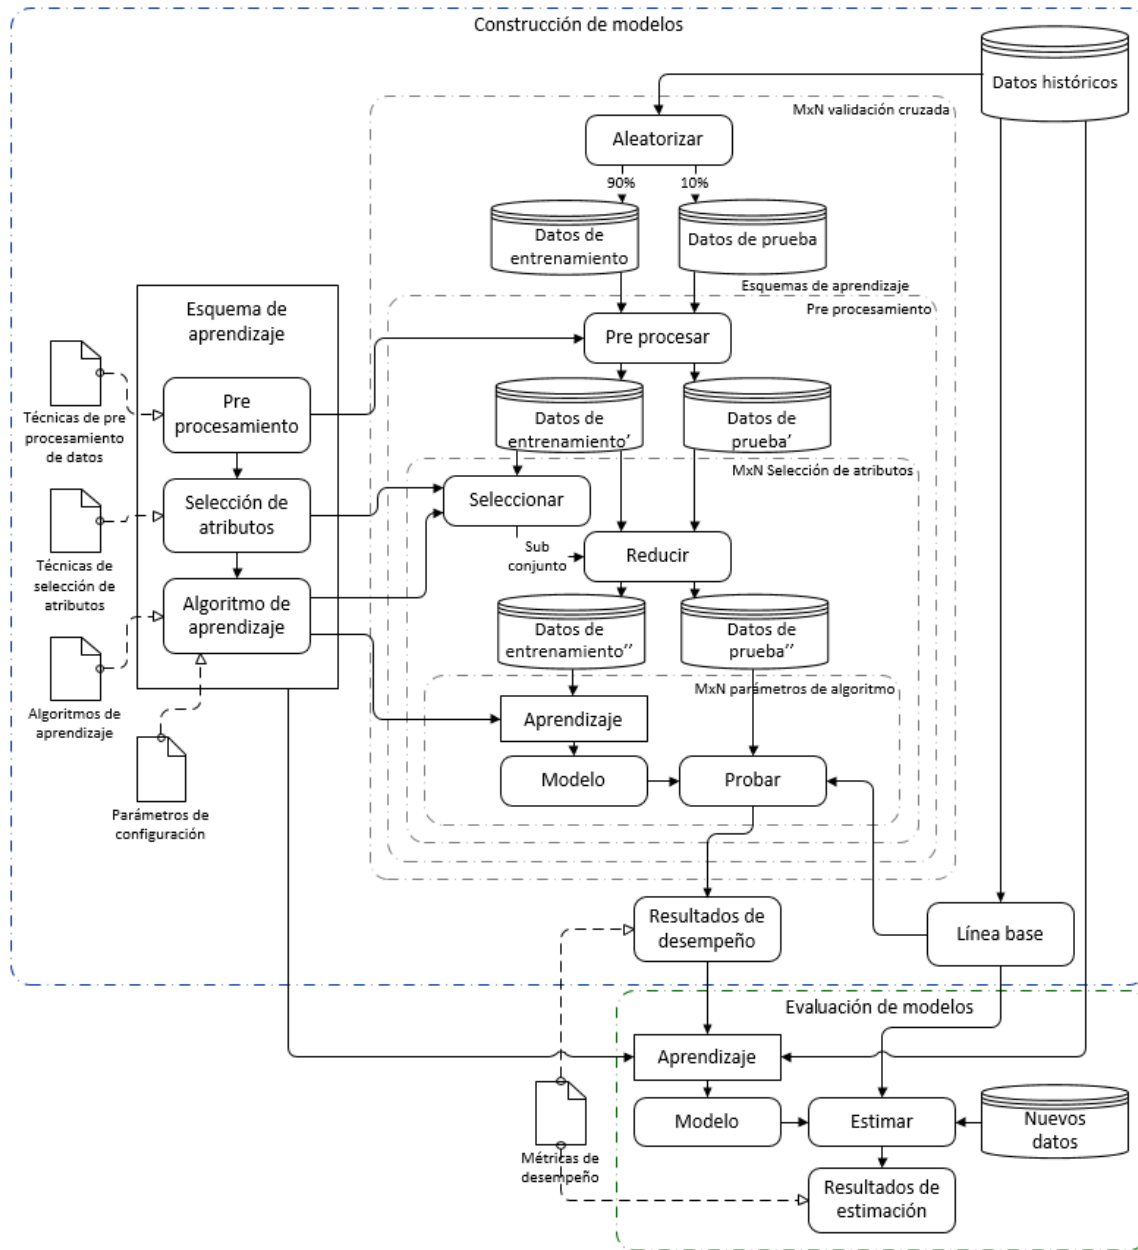 Construcción de modelos
Datos históricos
MxN validación cruzada
Aleatorizar
90%
10%
Datos de
entrenamiento
Datos de prueba
Esquemas de aprendizaje
Pre procesamiento
Esquema de
aprendizaje
Pre procesar
Técnicas de pre
procesamiento
de datos
Pre
procesamiento
Datos de
entrenamiento’
Datos de
prueba’
MxN Selección de atributos
Selección de
atributos
Seleccionar
Técnicas de
selección de
atributos
Sub
conjunto
Reducir
Algoritmo de
aprendizaje
Datos de
entrenamiento’’
Datos de
prueba’’
MxN parámetros de algoritmo
Algoritmos de
aprendizaje
Aprendizaje
Modelo
Probar
Parámetros de
configuración
Resultados de
desempeño
Línea base
Evaluación de modelos
Aprendizaje
Modelo
Estimar
Nuevos
datos
Métricas de
desempeño
Resultados de
estimación